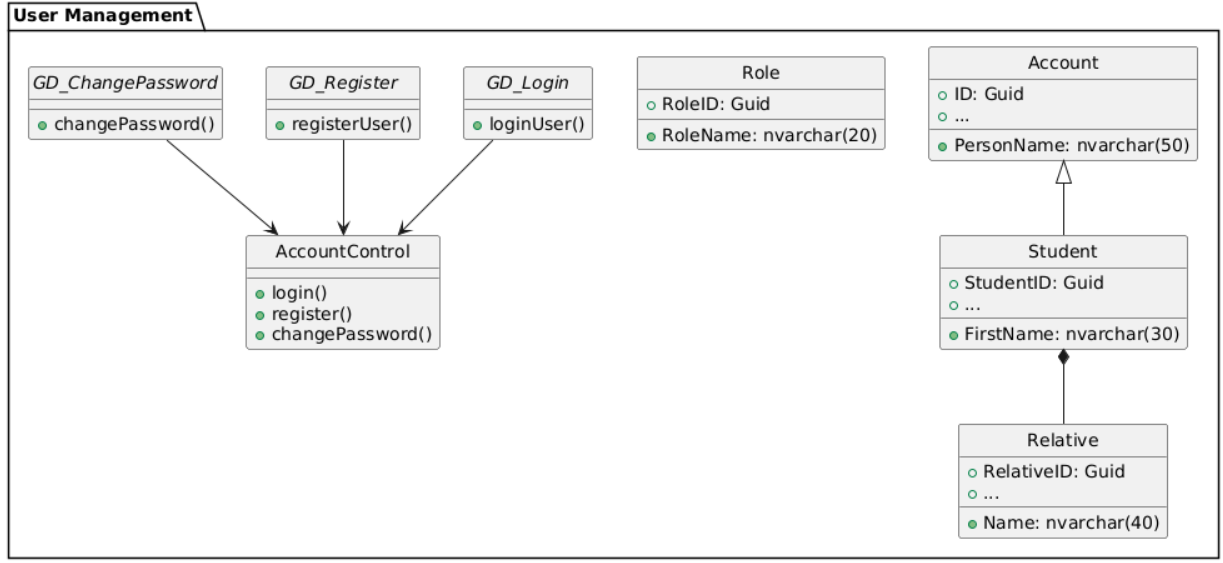 User Management
GD_ChangePassword
changePassword()
GD_Register
registerUser()
GD_Login
loginUser()
Role
RoleID: Guid
RoleName: nvarchar(20)
Account
ID: Guid
...
PersonName: nvarchar(50)
AccountControl
login()
register()
changePassword()
Student
StudentID: Guid
...
FirstName: nvarchar(30)
Relative
RelativeID: Guid
...
Name: nvarchar(40)